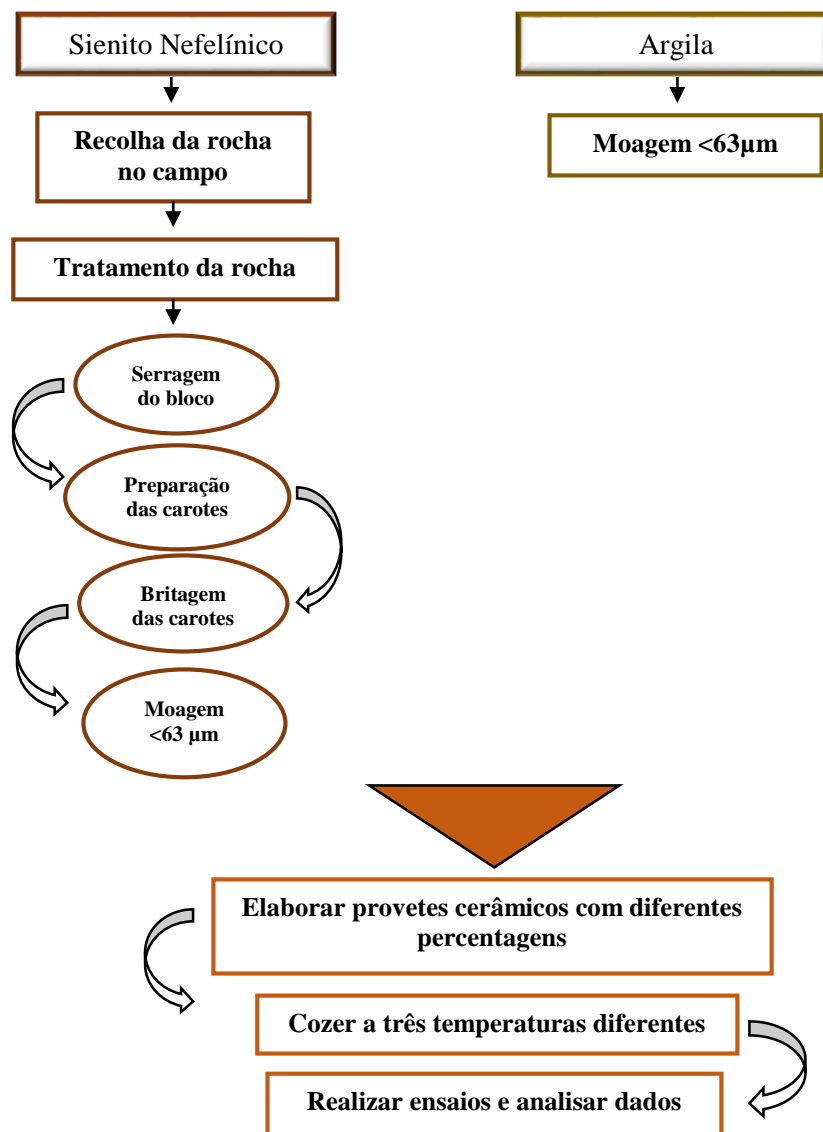 Sienito Nefelínico
Argila
Recolha da rocha
no campo
Moagem <63µm
Tratamento da rocha
Serragem
do bloco
Preparação
das carotes
Britagem
das carotes
Moagem
<63 µm
Elaborar provetes cerâmicos com diferentes
percentagens
Cozer a três temperaturas diferentes
Realizar ensaios e analisar dados